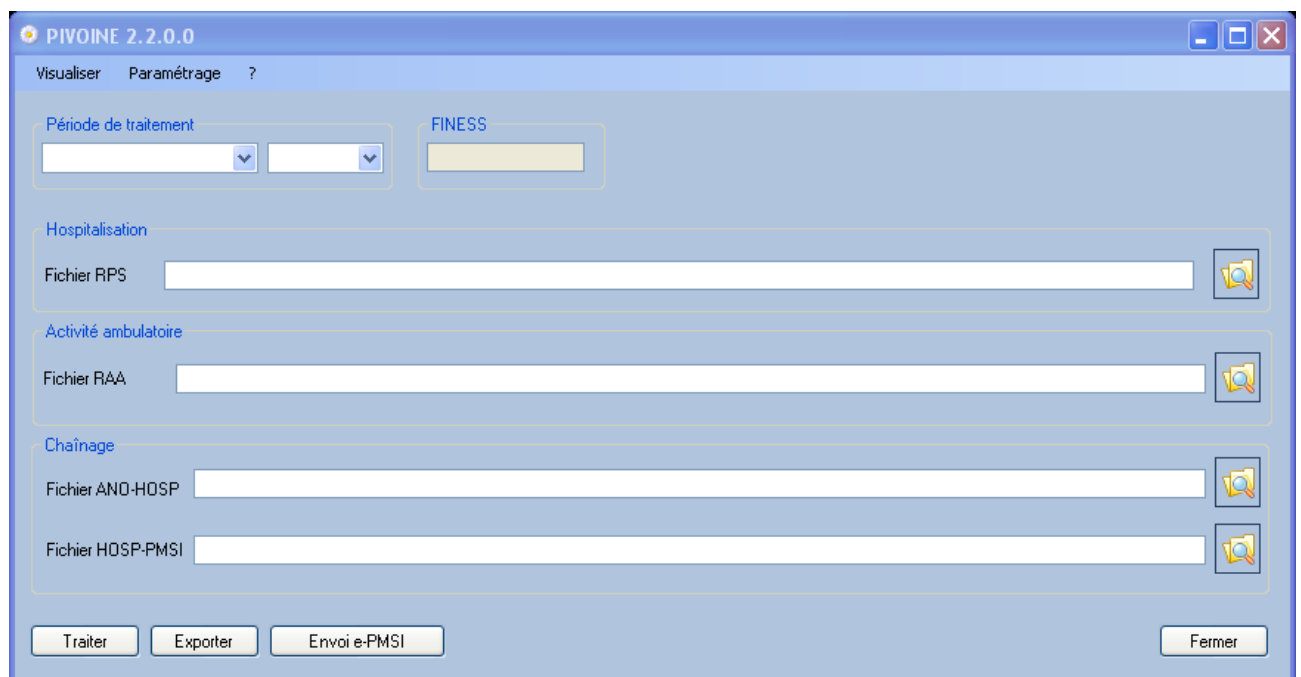 PIVOINE 2.2.0.0
Visualiser Paramétrage ?
Période de traitement FINESS
Hospitalisation
Fichier RPS
Activité ambulatoire
Fichier RAA
Chaînage
Fichier ANO-HOSP
Fichier HOSP-PMSI
Traiter Exporter Envoi e-PMSI Fermer